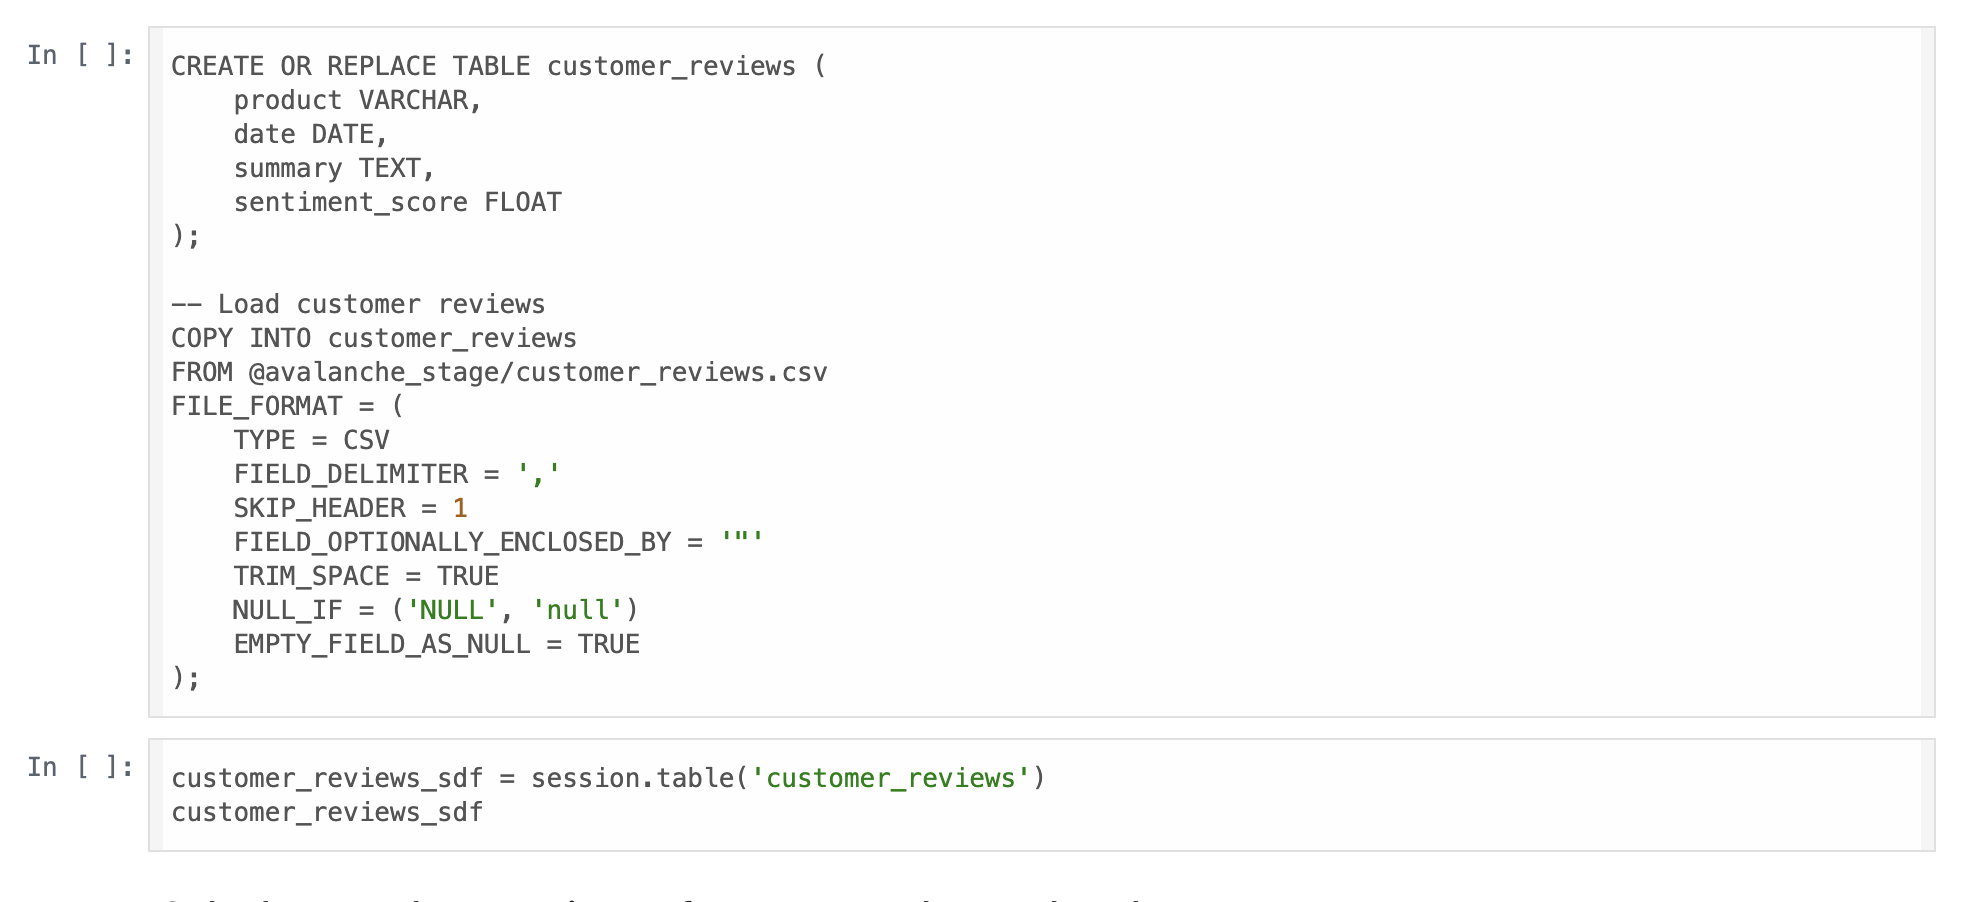 In [ ]:
CREATE OR REPLACE TABLE customer_reviews (
    product VARCHAR,
    date DATE,
    summary TEXT,
    sentiment_score FLOAT
);

-- Load customer reviews
COPY INTO customer_reviews
FROM @avalanche_stage/customer_reviews.csv
FILE_FORMAT = (
    TYPE = CSV
    FIELD_DELIMITER = ','
    SKIP_HEADER = 1
    FIELD_OPTIONALLY_ENCLOSED_BY = '"'
    TRIM_SPACE = TRUE
    NULL_IF = ('NULL', 'null')
    EMPTY_FIELD_AS_NULL = TRUE
);
In [ ]:
customer_reviews_sdf = session.table('customer_reviews')
customer_reviews_sdf